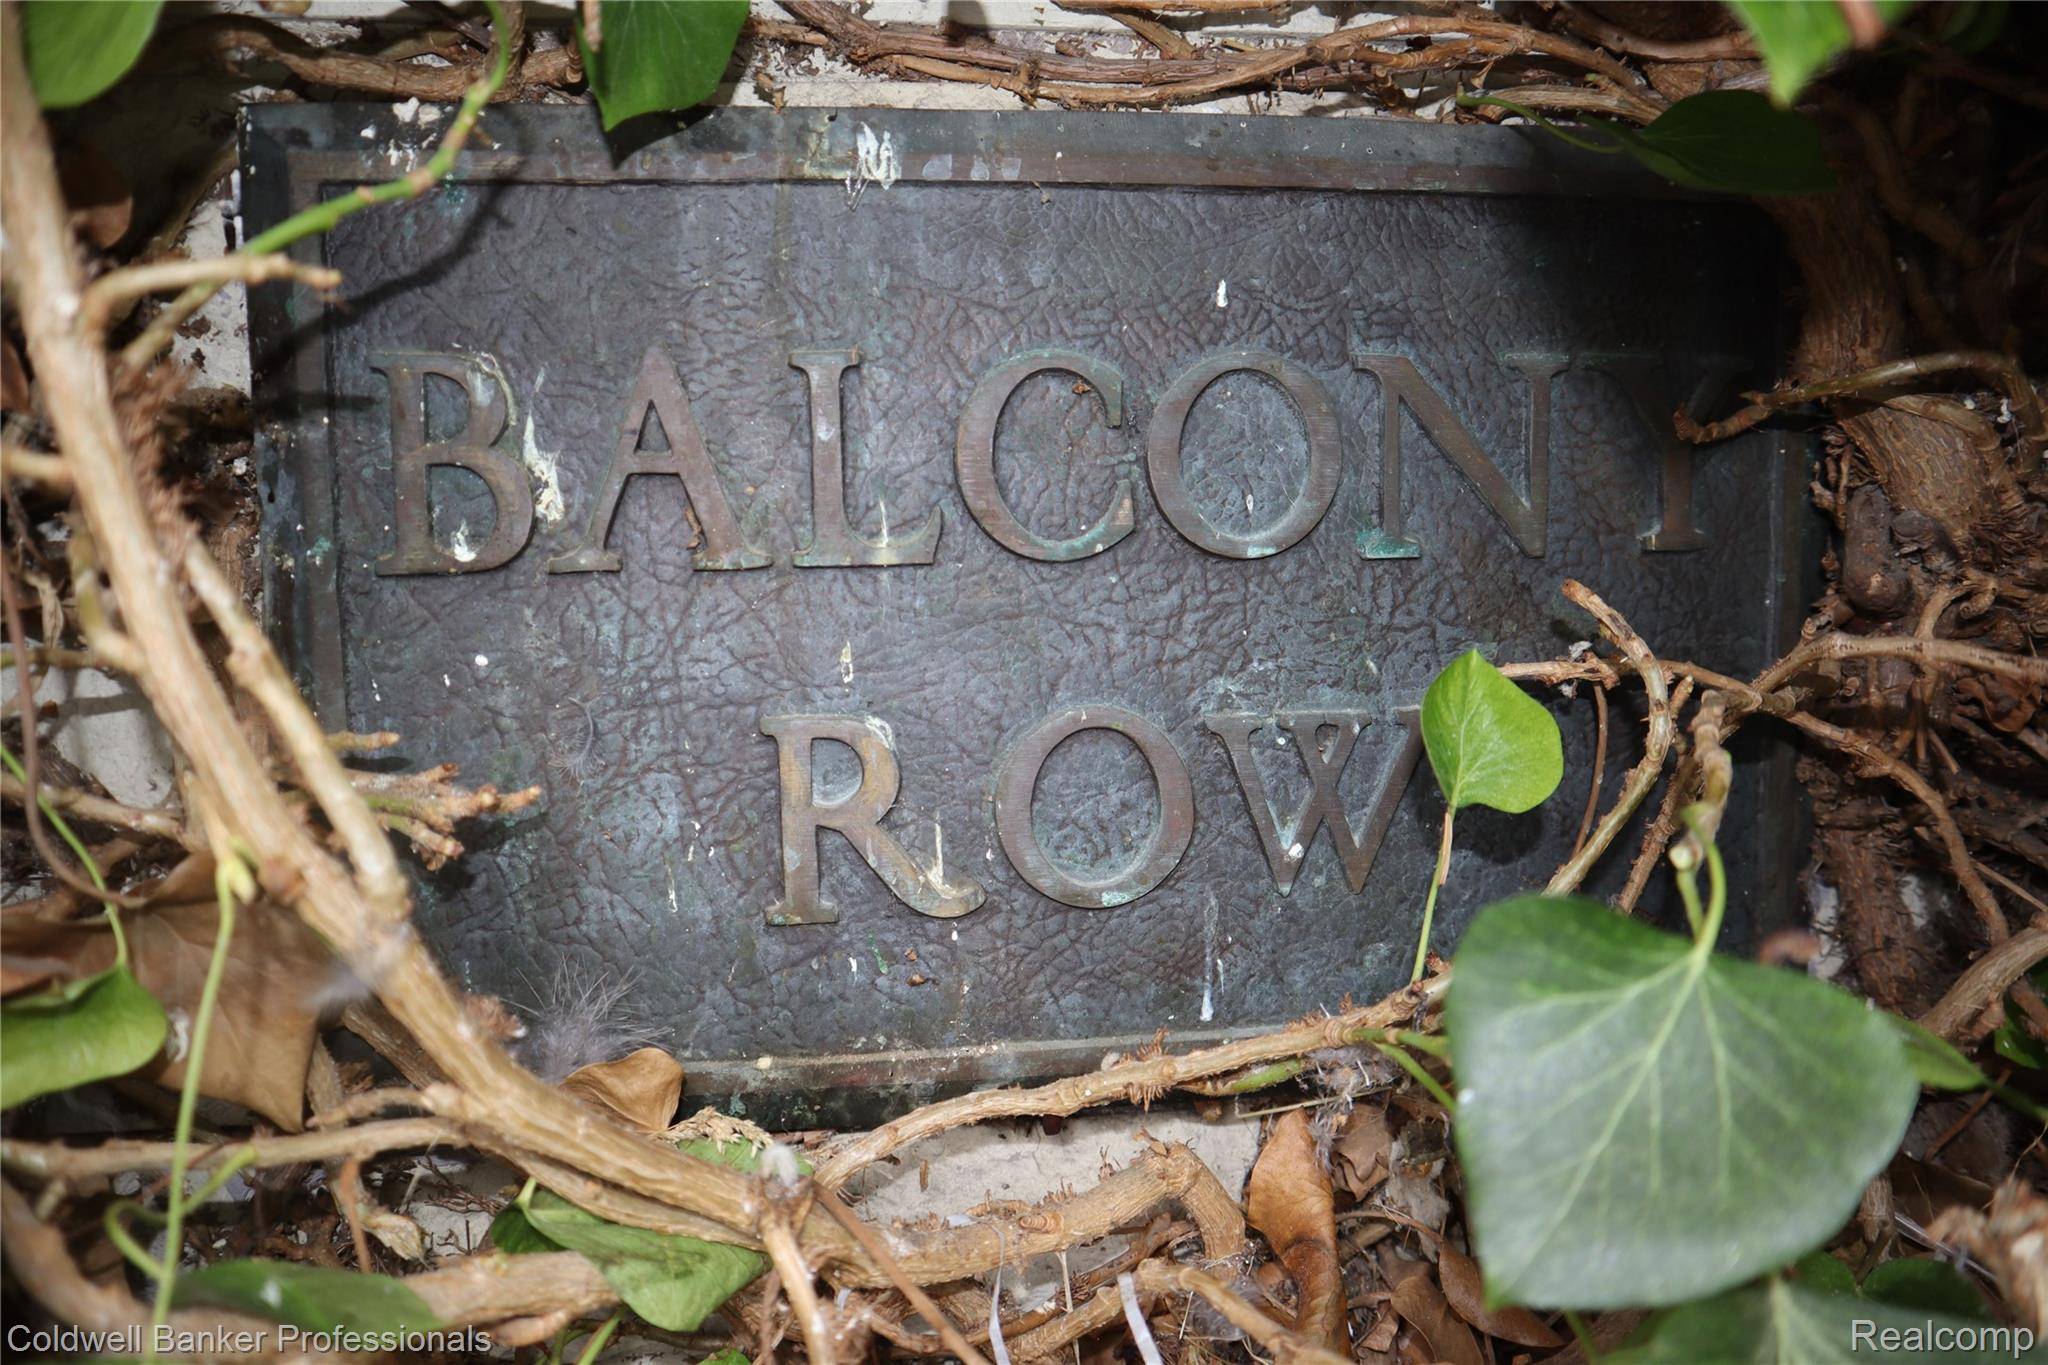 BALCONY
ROW
Coldwell Banker Professionals
Realcomp